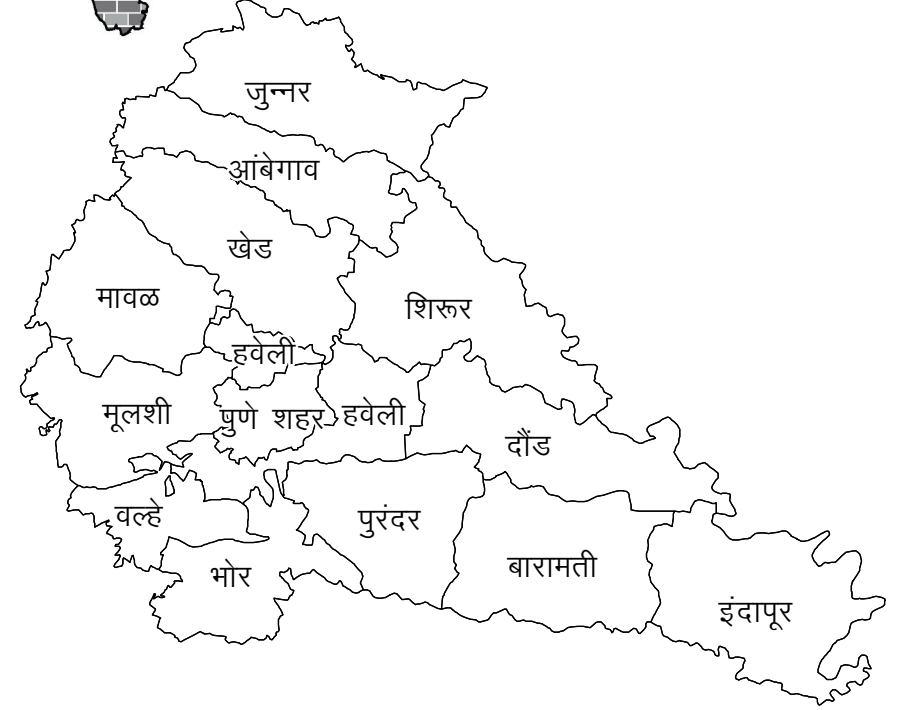 जुन्नर
आंबेगाव
खेड
मावळ
शिरूर
हवेली
मूलशी
पुणे शहर
हवेली
दौंड
वल्हे
पुरंदर
भोर
बारामती
इंदापूर